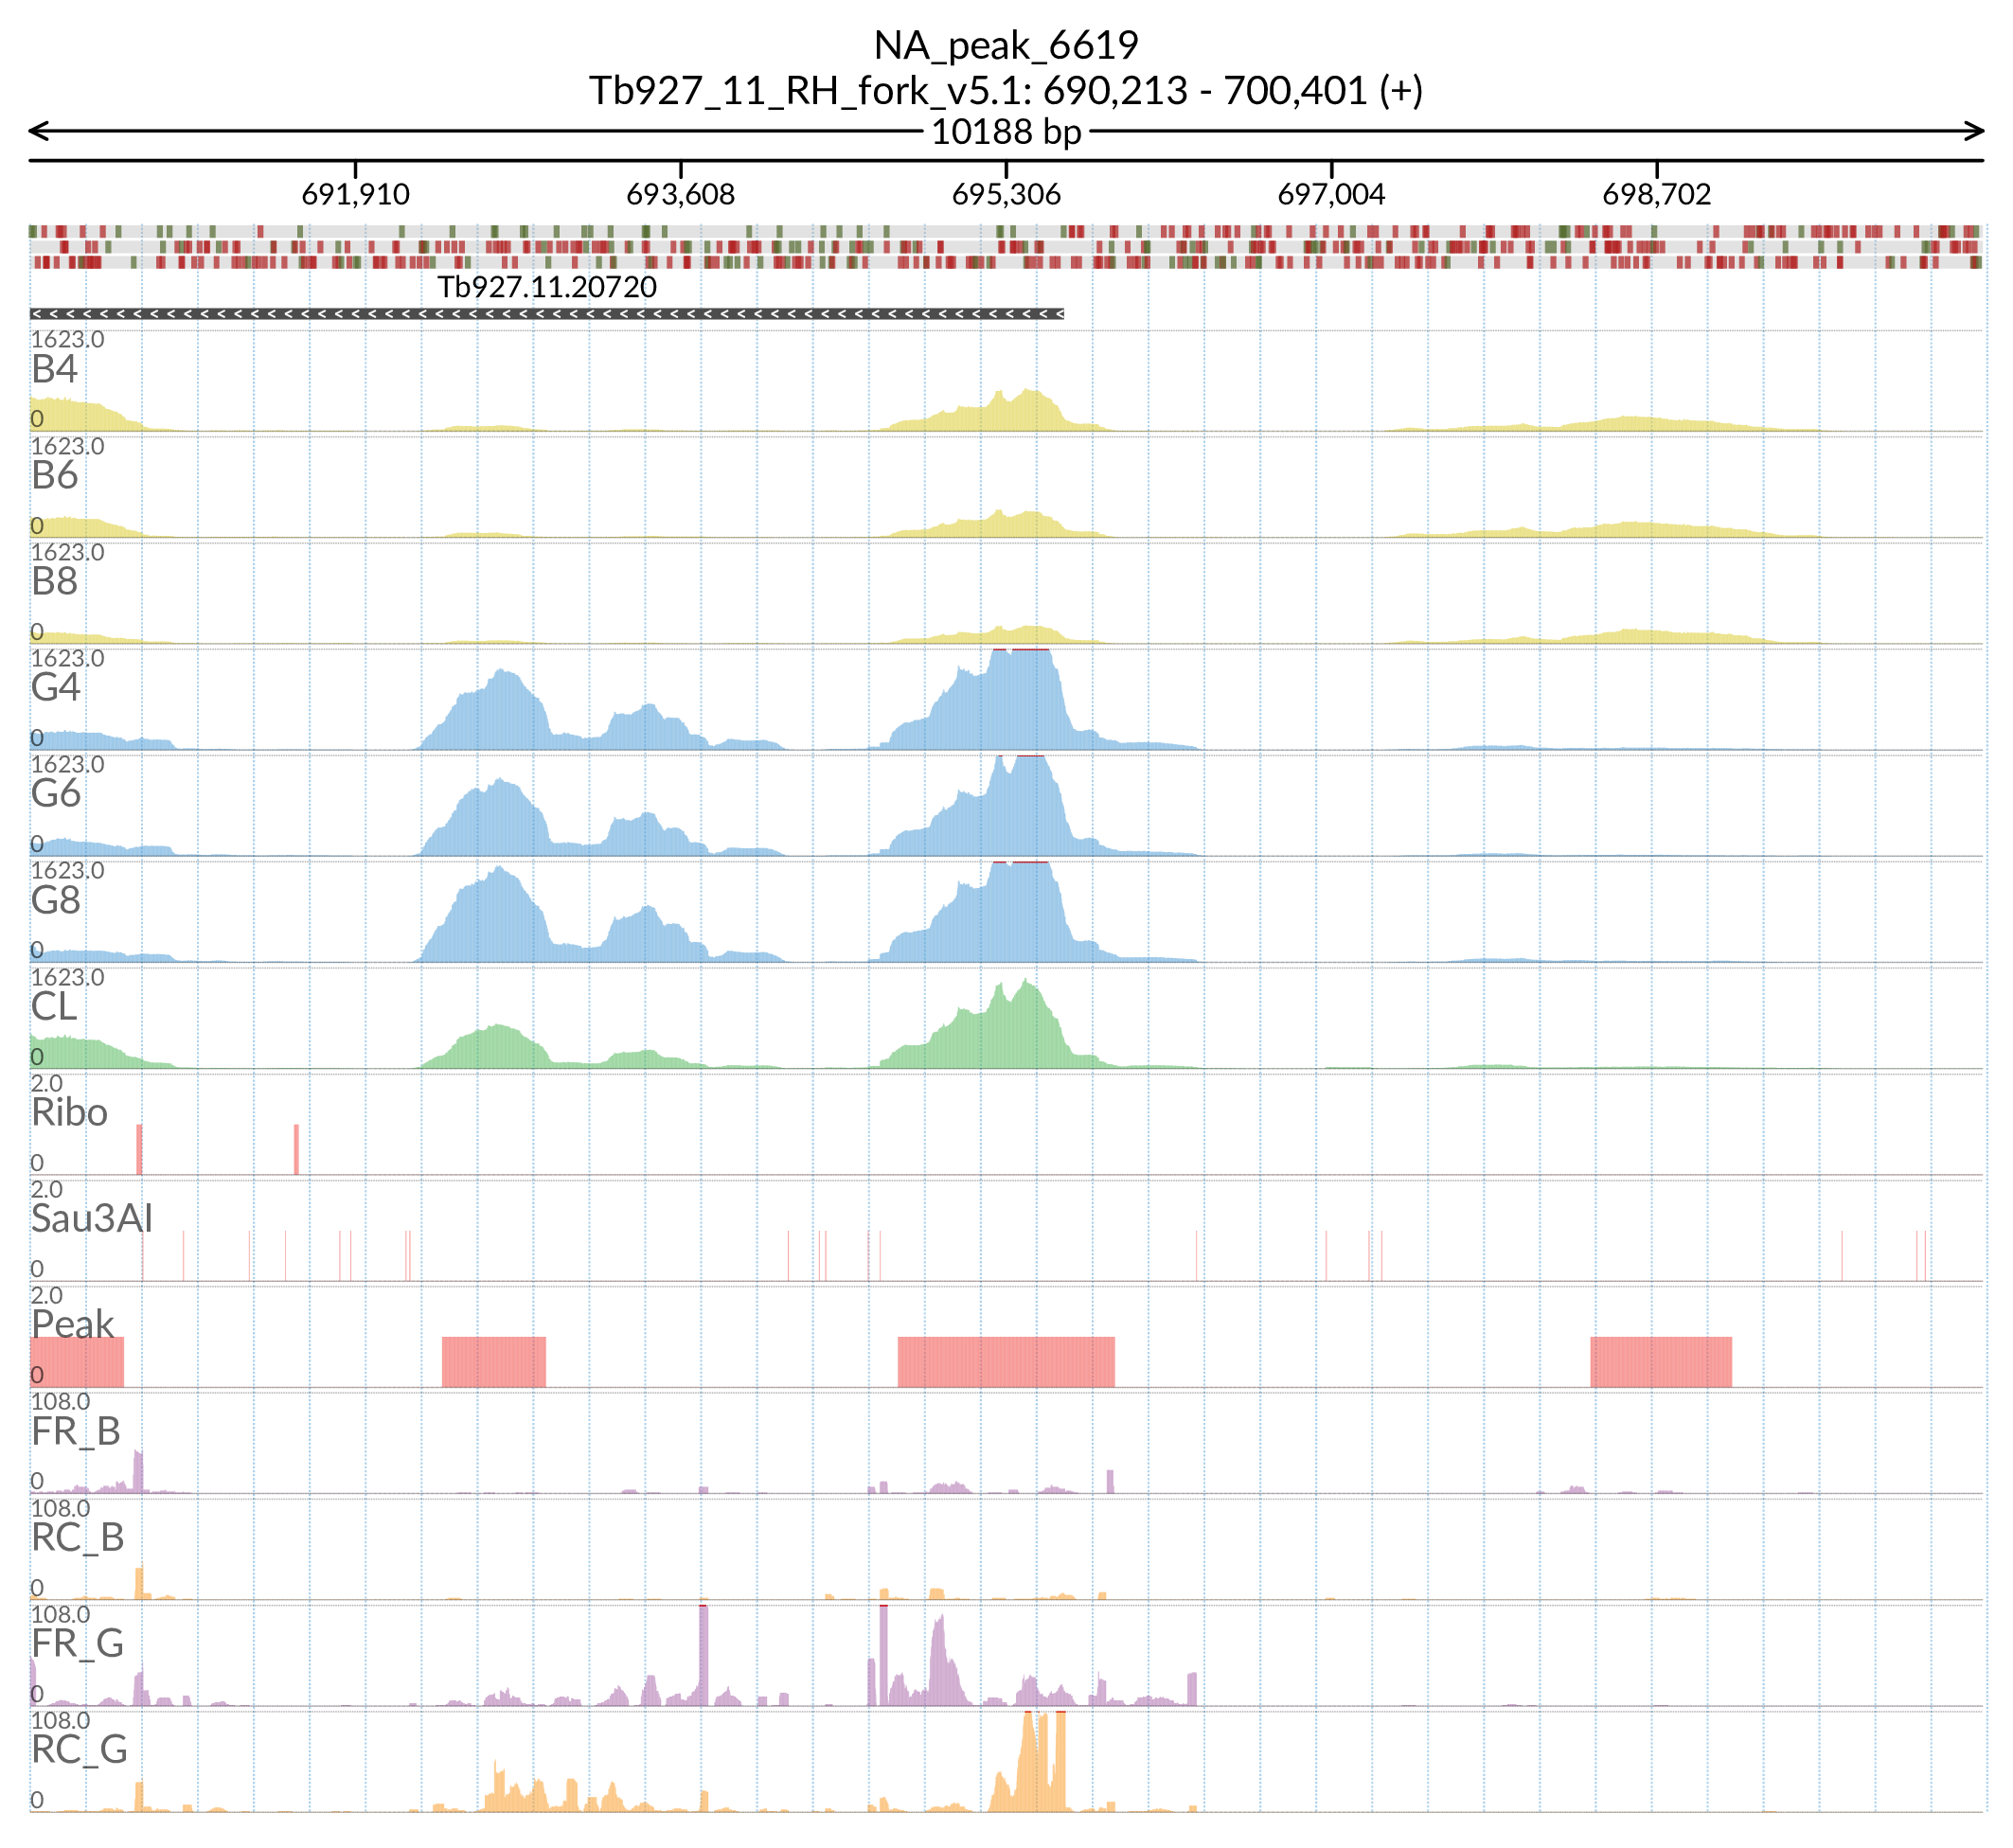 NA_peak_6619
Tb927_11_RH_fork_v5.1: 690,213 - 700,401 (+)
10188 bp
691,910 693,608 695,306 697,004 698,702
Tb927.11.20720
1623.0
B4
0
1623.0
B6
0
1623.0
B8
0
1623.0
G4
0
1623.0
G6
0
1623.0
G8
0
1623.0
CL
0
2.0
Ribo
0
2.0
Sau3AI
0
2.0
Peak
0
108.0
FR_B
0
108.0
RC_B
0
108.0
FR_G
0
108.0
RC_G
0